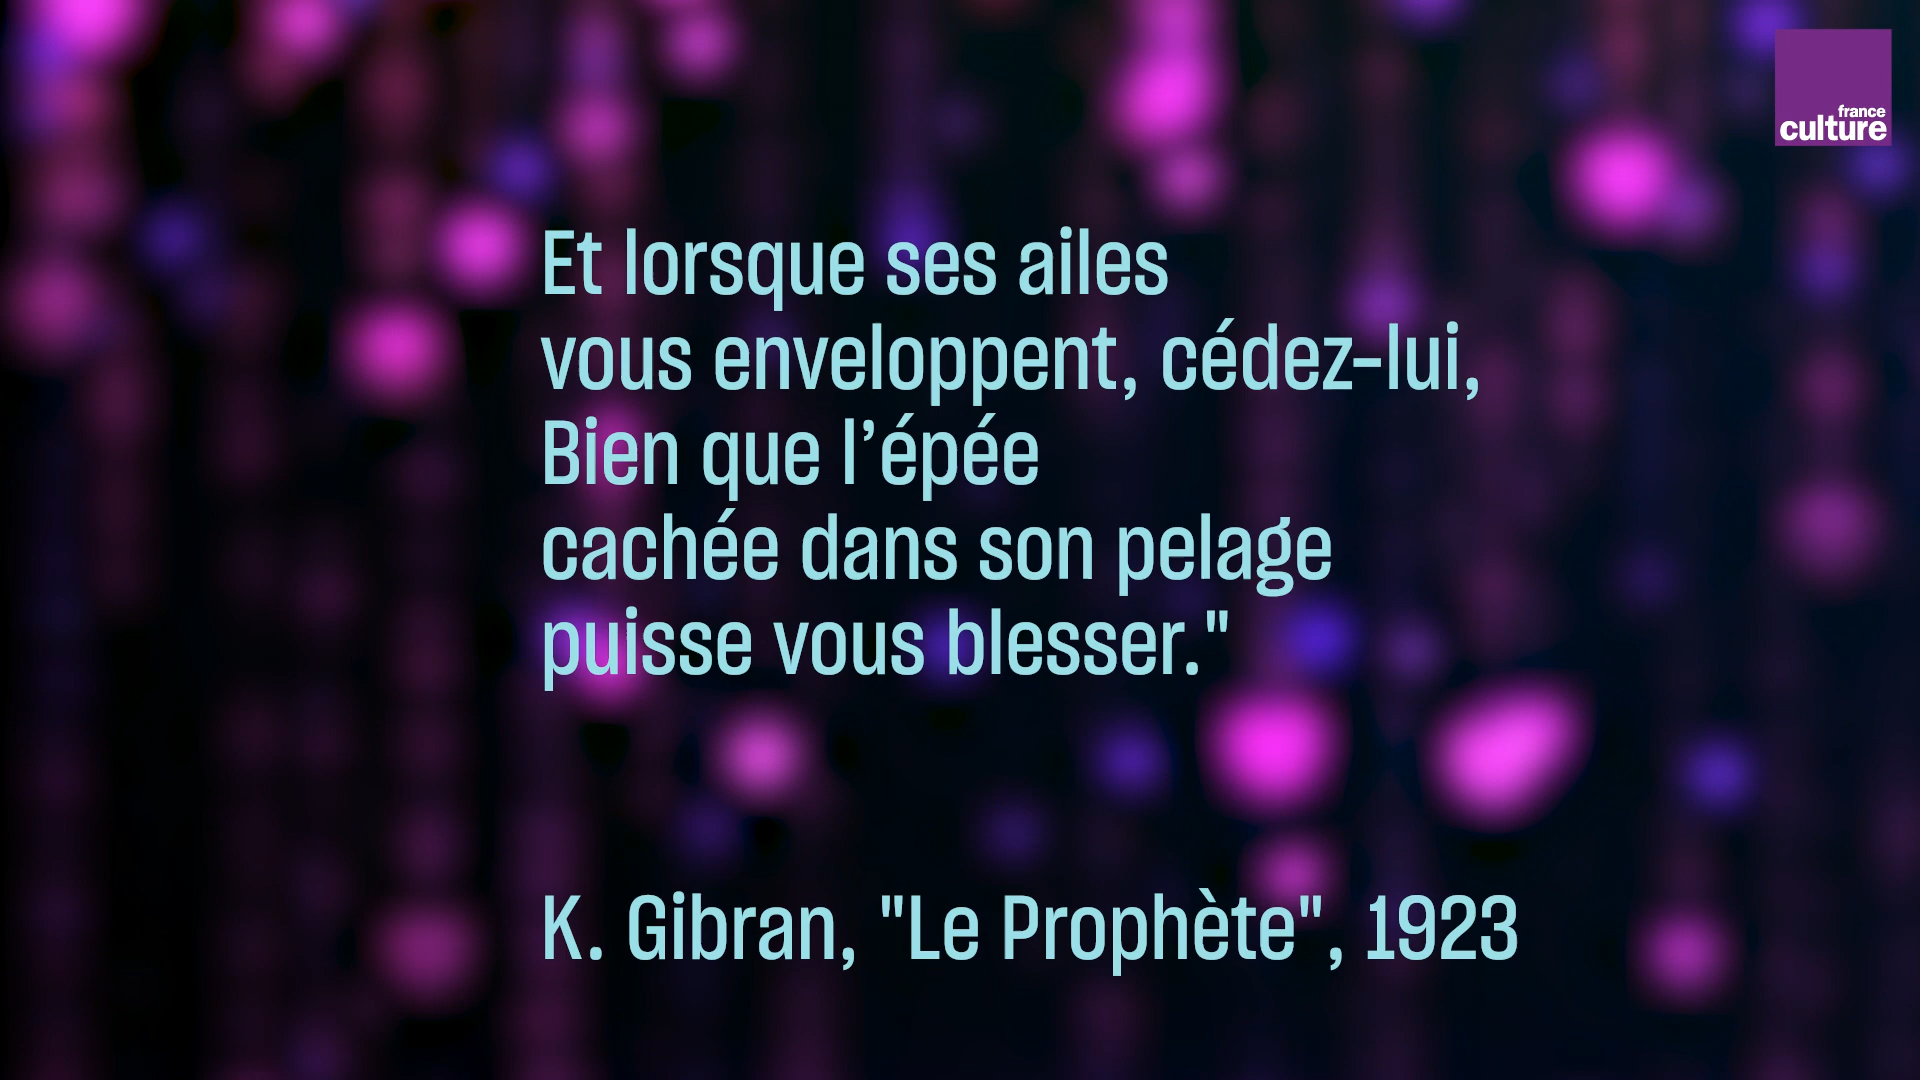 france
culture
Et lorsque ses ailes
vous enveloppent, cédez-lui,
Bien que l’épée
cachée dans son pelage
puisse vous blesser."
K. Gibran, "Le Prophète", 1923